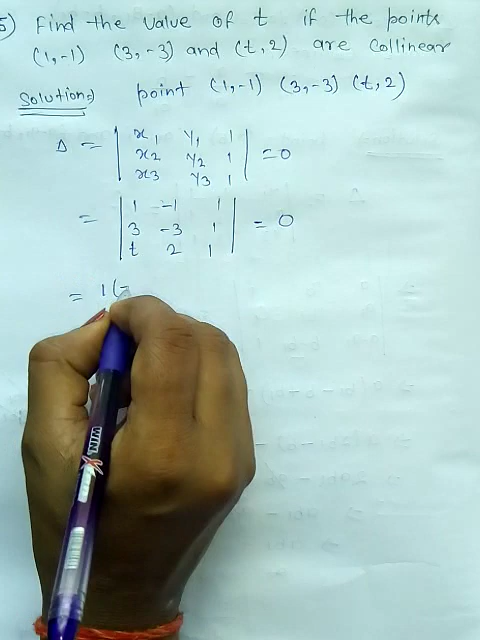 5) Find the value of t if the points
(1,-1) (3,-3) and (t,2) are collinear
Solution:) point (1,-1) (3,-3) (t,2)
Δ = | x1 y1 1 |
| x2 y2 1 | = 0
| x3 y3 1 |
= | 1 -1 1 |
| 3 -3 1 | = 0
| t 2 1 |
= 1(-
WIN